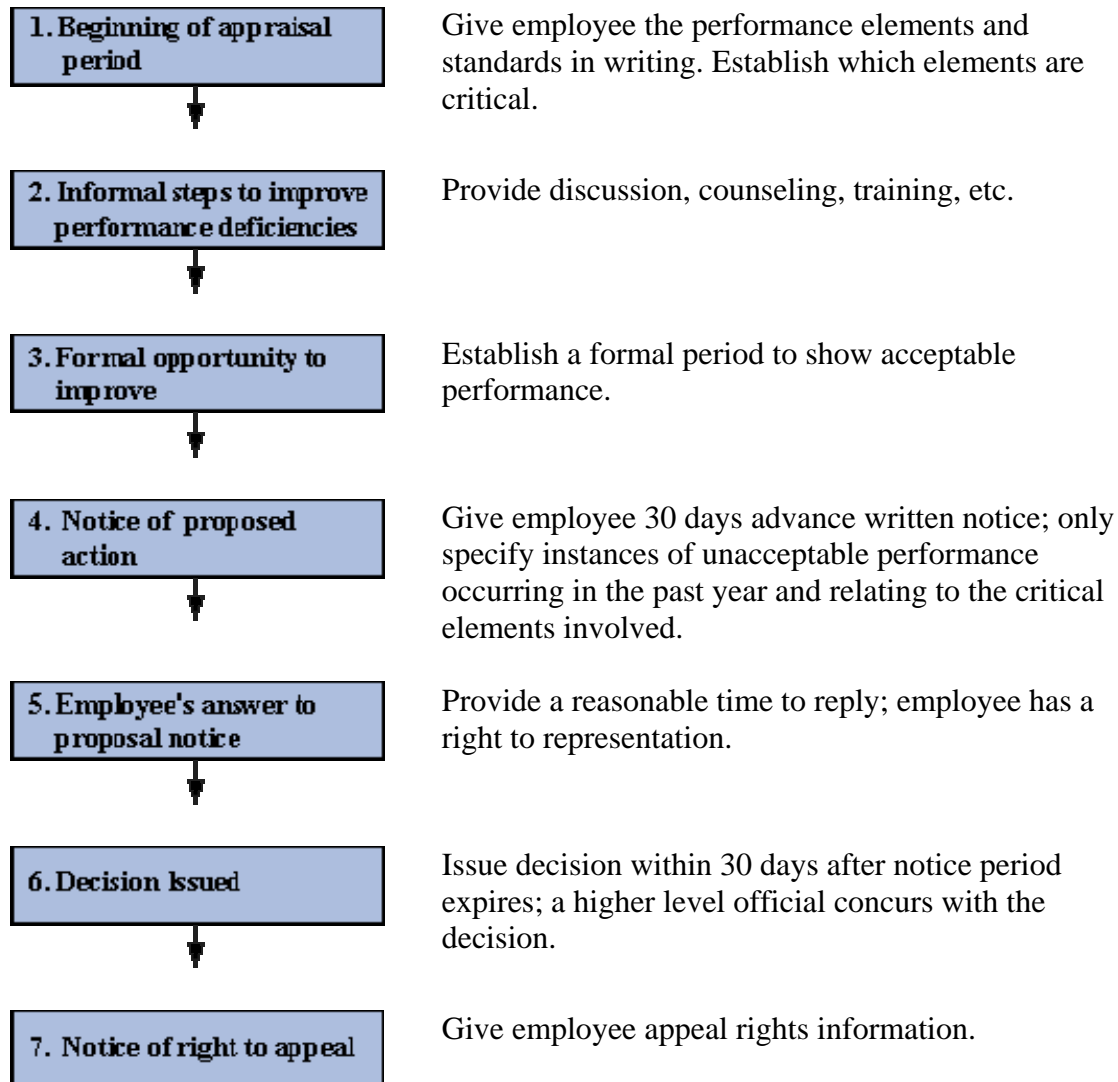 1. Beginning of appraisal
period
Give employee the performance elements and
standards in writing. Establish which elements are
critical.
2. Informal steps to improve
performance deficiencies
Provide discussion, counseling, training, etc.
3. Formal opportunity to
improve
Establish a formal period to show acceptable
performance.
4. Notice of proposed
action
Give employee 30 days advance written notice; only
specify instances of unacceptable performance
occurring in the past year and relating to the critical
elements involved.
5. Employee's answer to
proposal notice
Provide a reasonable time to reply; employee has a
right to representation.
6. Decision Issued
Issue decision within 30 days after notice period
expires; a higher level official concurs with the
decision.
7. Notice of right to appeal
Give employee appeal rights information.